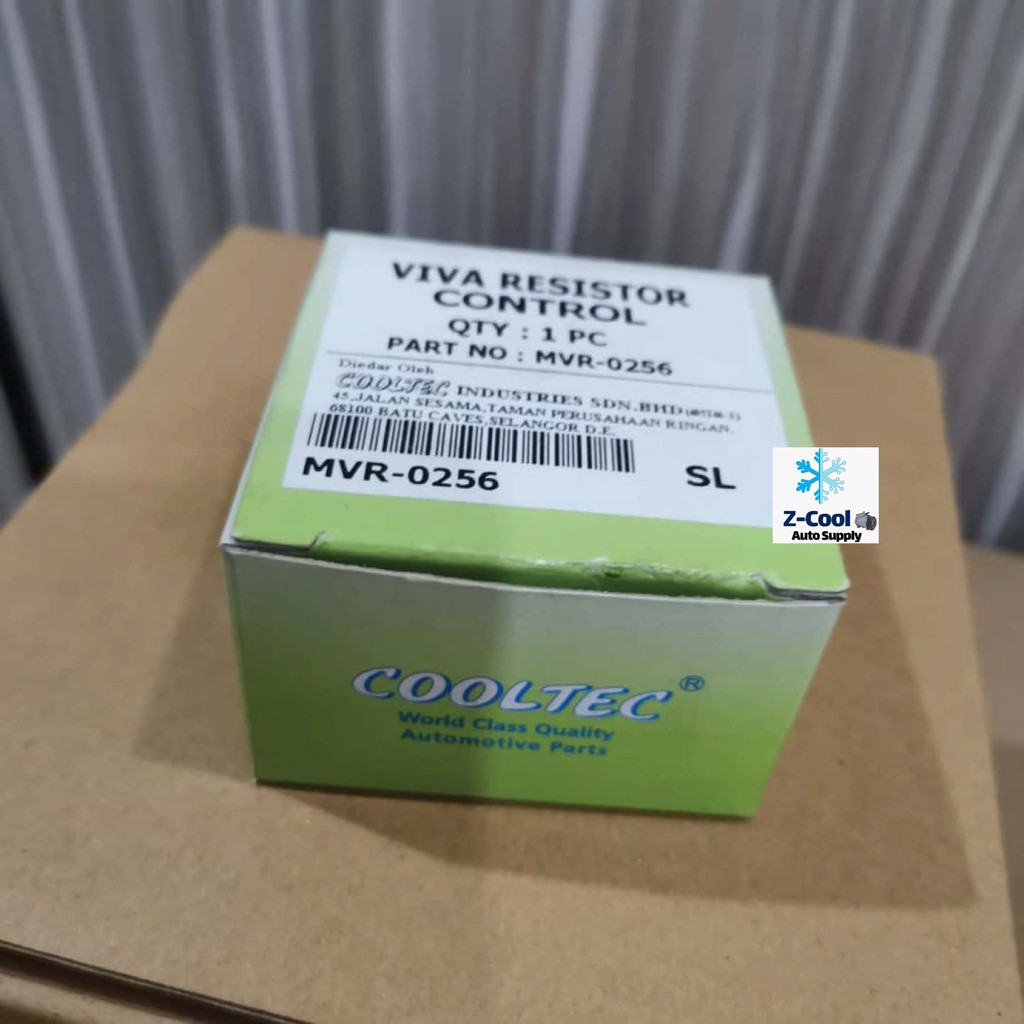 VIVA RESISTOR
CONTROL
QTY : 1 PC
PART NO : MVR-0256
Diedar Oleh
COOLTEC INDUSTRIES SDN.BHD
45,JALAN SESAMA,TAMAN PERUSAHAAN RINGAN,
68100 BATU CAVES,SELANGOR D.E.
MVR-0256 SL
Z-Cool
Auto Supply
COOLTEC®
World Class Quality
Automotive Parts